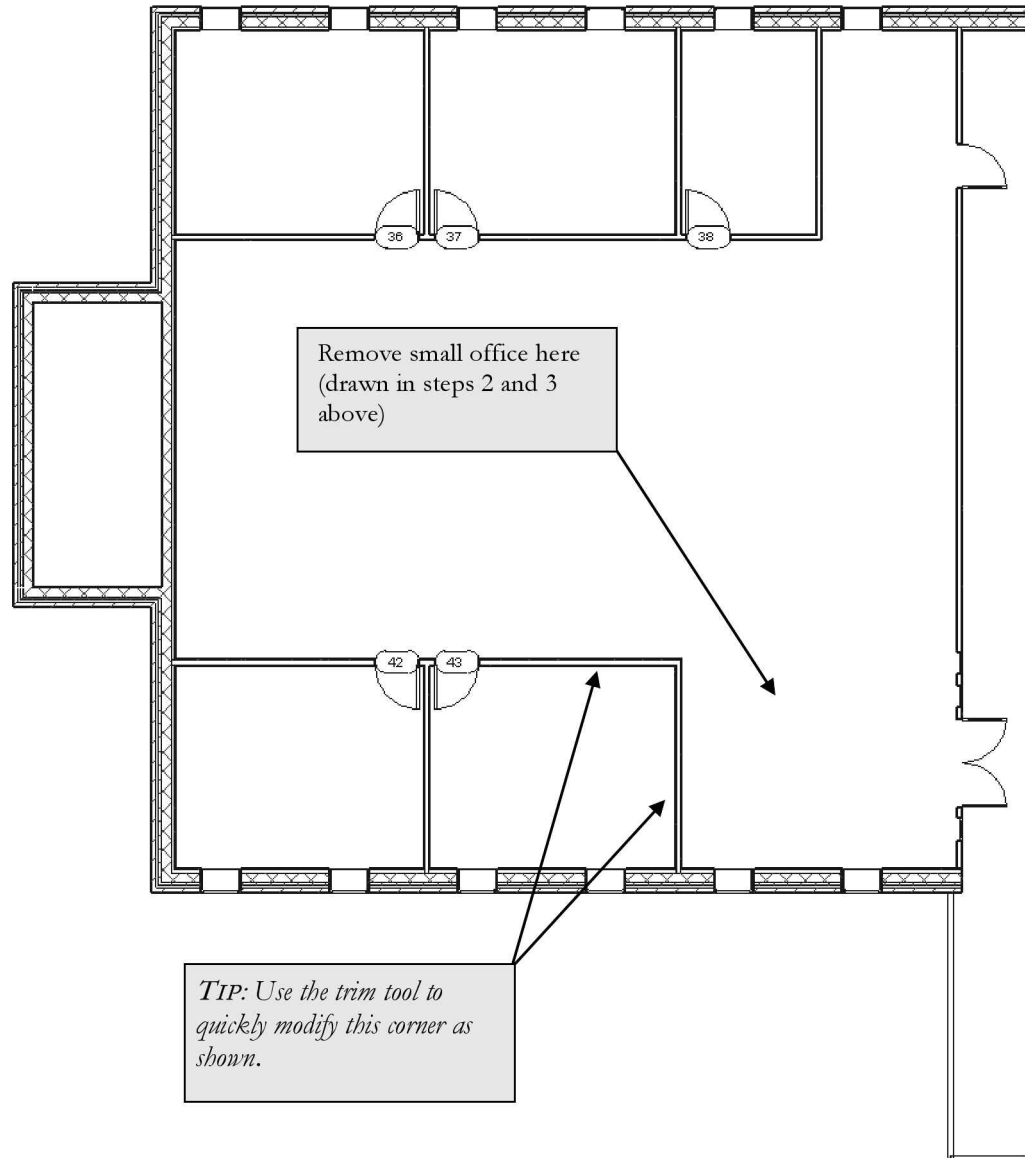 36
37
38
Remove small office here
(drawn in steps 2 and 3
above)
42
43
TIP: Use the trim tool to
quickly modify this corner as
shown.